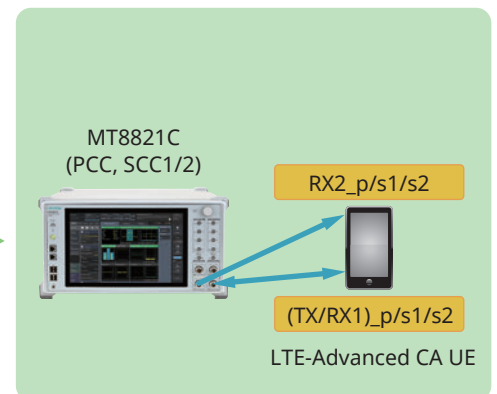 MT8821C
(PCC, SCC1/2)
RX2_p/s1/s2
(TX/RX1)_p/s1/s2
LTE-Advanced CA UE